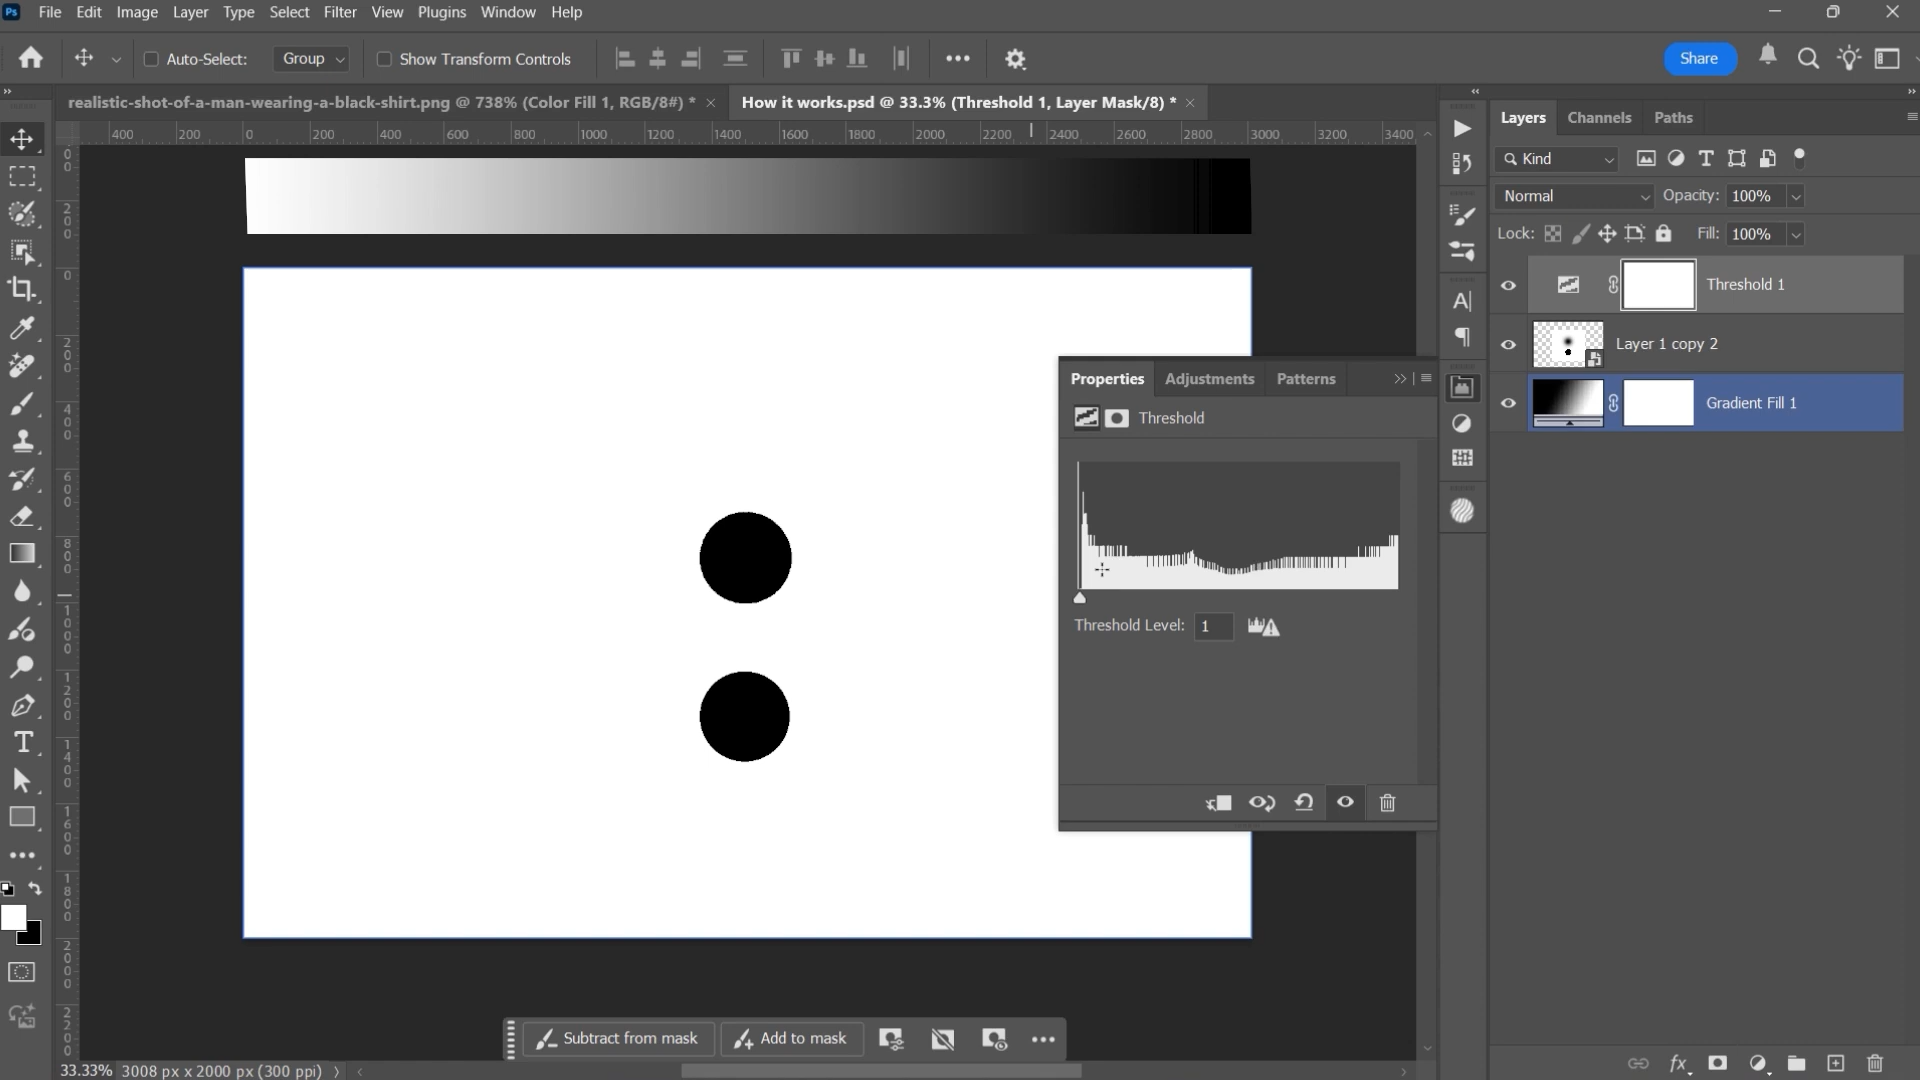 Ps File Edit Image Layer Type Select Filter View Plugins Window Help
Auto-Select: Group Show Transform Controls Share
realistic-shot-of-a-man-wearing-a-black-shirt.png @ 738% (Color Fill 1, RGB/8#) * × How it works.psd @ 33.3% (Threshold 1, Layer Mask/8) * ×
400 200 0 200 400 600 800 1000 1200 1400 1600 1800 2000 2200 2400 2600 2800 3000 3200 3400
Layers Channels Paths
Kind
Normal Opacity: 100%
Lock: Fill: 100%
Threshold 1
Layer 1 copy 2
Gradient Fill 1
Properties Adjustments Patterns
Threshold
Threshold Level: 1
Subtract from mask Add to mask
33.33% 3008 px x 2000 px (300 ppi)